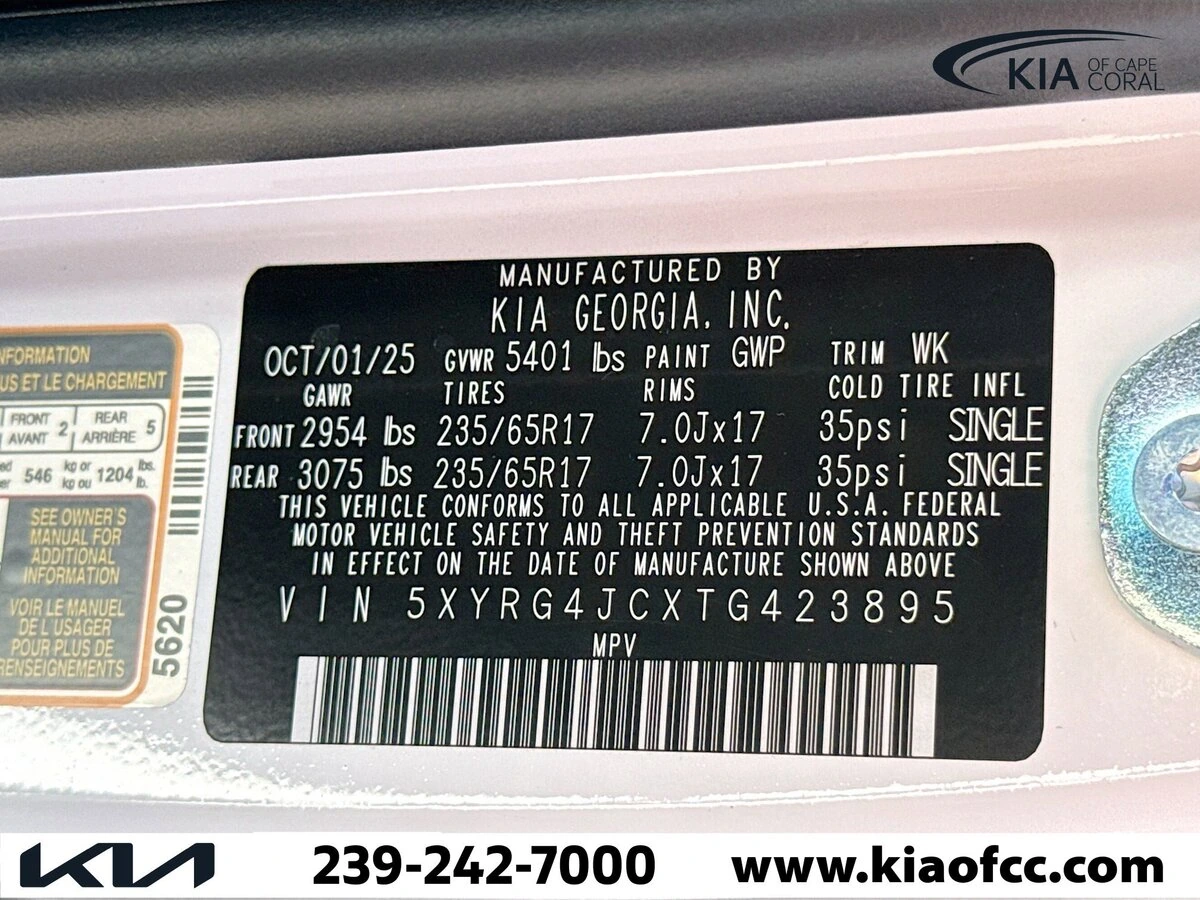 KIA OF CAPE CORAL
MANUFACTURED BY
KIA GEORGIA, INC.
OCT/01/25 GVWR 5401 lbs PAINT GWP TRIM WK
GAWR TIRES RIMS COLD TIRE INFL
FRONT 2954 lbs 235/65R17 7.0Jx17 35psi SINGLE
REAR 3075 lbs 235/65R17 7.0Jx17 35psi SINGLE
THIS VEHICLE CONFORMS TO ALL APPLICABLE U.S.A. FEDERAL
MOTOR VEHICLE SAFETY AND THEFT PREVENTION STANDARDS
IN EFFECT ON THE DATE OF MANUFACTURE SHOWN ABOVE
VIN 5XYRG4JCXTG423895
MPV
ET LE CHARGEMENT
FRONT 2 REAR 5
AVANT ARRIÈRE
546 kg or 1204 lbs.
kg ou lb.
SEE OWNER'S
MANUAL FOR
ADDITIONAL
INFORMATION
VOIR LE MANUEL
DE L'USAGER
POUR PLUS DE
5620
KIA 239-242-7000 www.kiaofcc.com